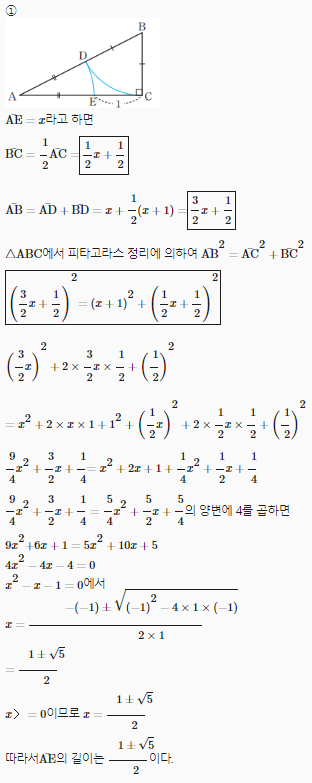 ①
B
D
A
E
1
C
AE = x라고 하면
BC = 1/2 AC = 1/2 x + 1/2
AB = AD + BD = x + 1/2 (x + 1) = 3/2 x + 1/2
△ABC에서 피타고라스 정리에 의하여 AB² = AC² + BC²
(3/2 x + 1/2)² = (x + 1)² + (1/2 x + 1/2)²
(3/2 x)² + 2 × 3/2 x × 1/2 + (1/2)²
= x² + 2 × x × 1 + 1² + (1/2 x)² + 2 × 1/2 x × 1/2 + (1/2)²
9/4 x² + 3/2 x + 1/4 = x² + 2x + 1 + 1/4 x² + 1/2 x + 1/4
9/4 x² + 3/2 x + 1/4 = 5/4 x² + 5/2 x + 5/4의 양변에 4를 곱하면
9x² + 6x + 1 = 5x² + 10x + 5
4x² − 4x − 4 = 0
x² − x − 1 = 0에서
x = (−(−1) ± √((−1)² − 4 × 1 × (−1))) / (2 × 1)
= (1 ± √5) / 2
x > = 0이므로 x = (1 ± √5) / 2
따라서 AE의 길이는 (1 ± √5) / 2 이다.